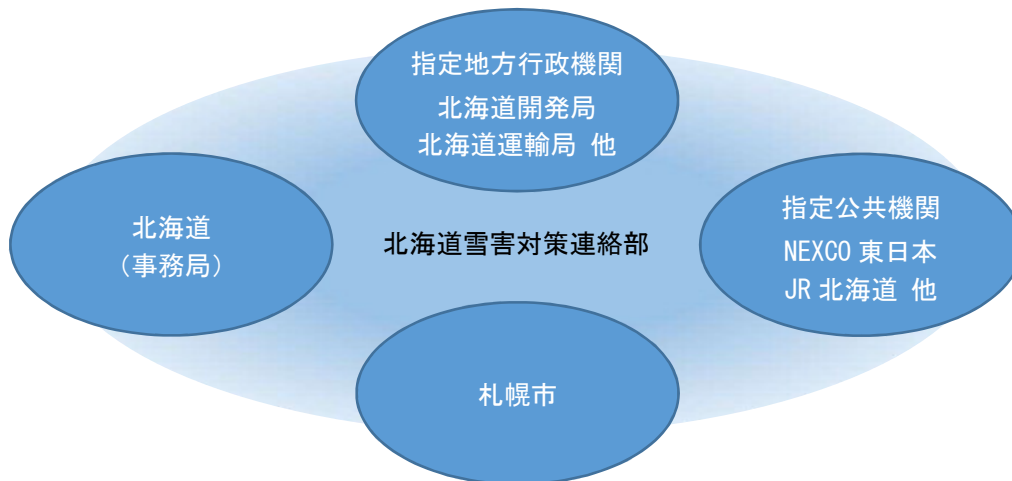 指定地方行政機関
北海道開発局
北海道運輸局 他
北海道
（事務局）
北海道雪害対策連絡部
指定公共機関
NEXCO 東日本
JR 北海道 他
札幌市